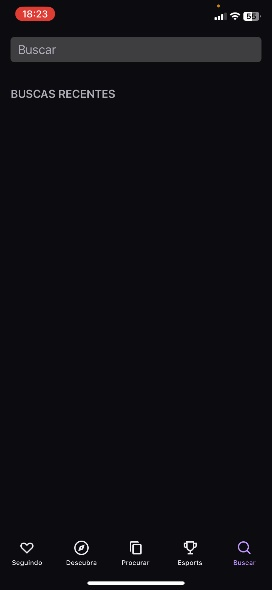 18:23
55
Buscar
BUSCAS RECENTES
Seguindo
Descubra
Procurar
Esports
Buscar